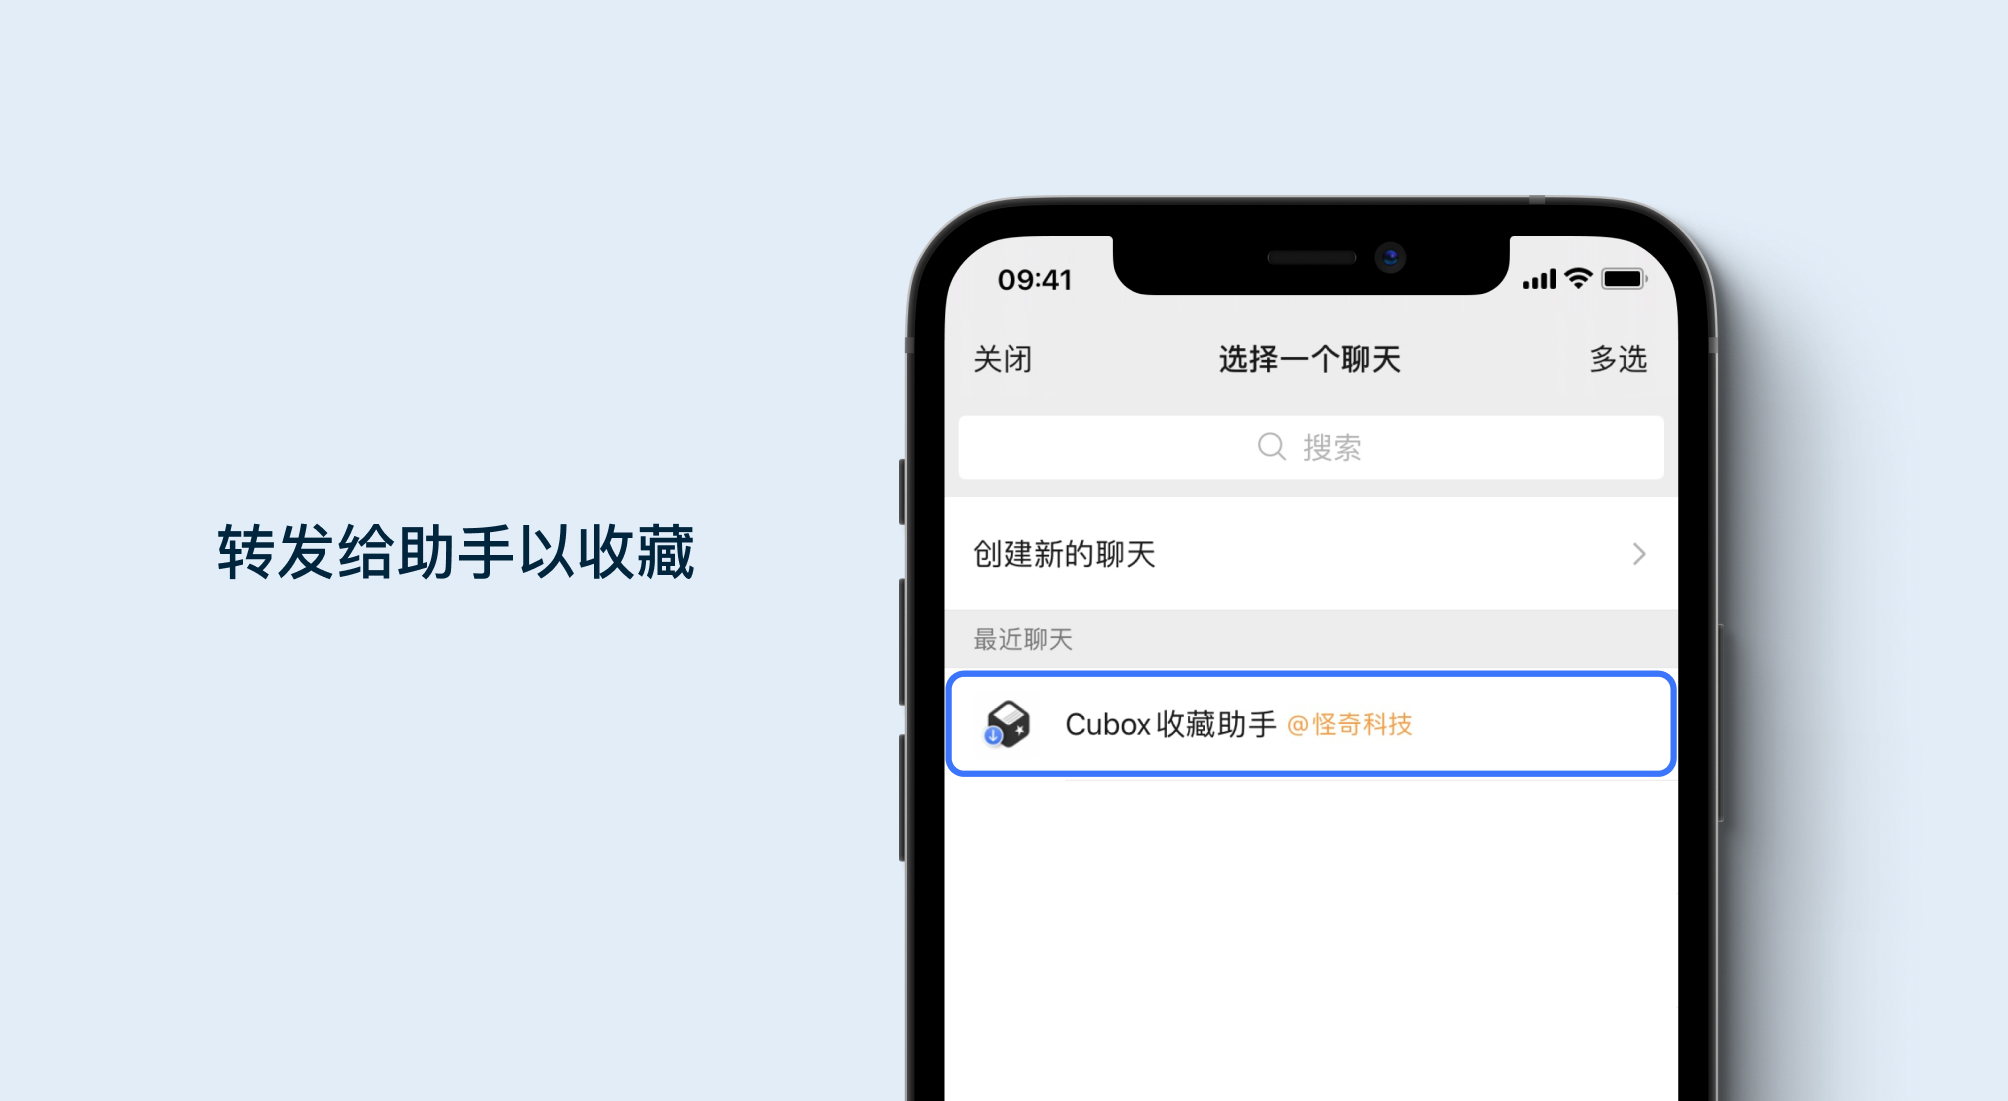 转发给助手以收藏
09:41
关闭 选择一个聊天 多选
搜索
创建新的聊天
最近聊天
Cubox 收藏助手 @怪奇科技